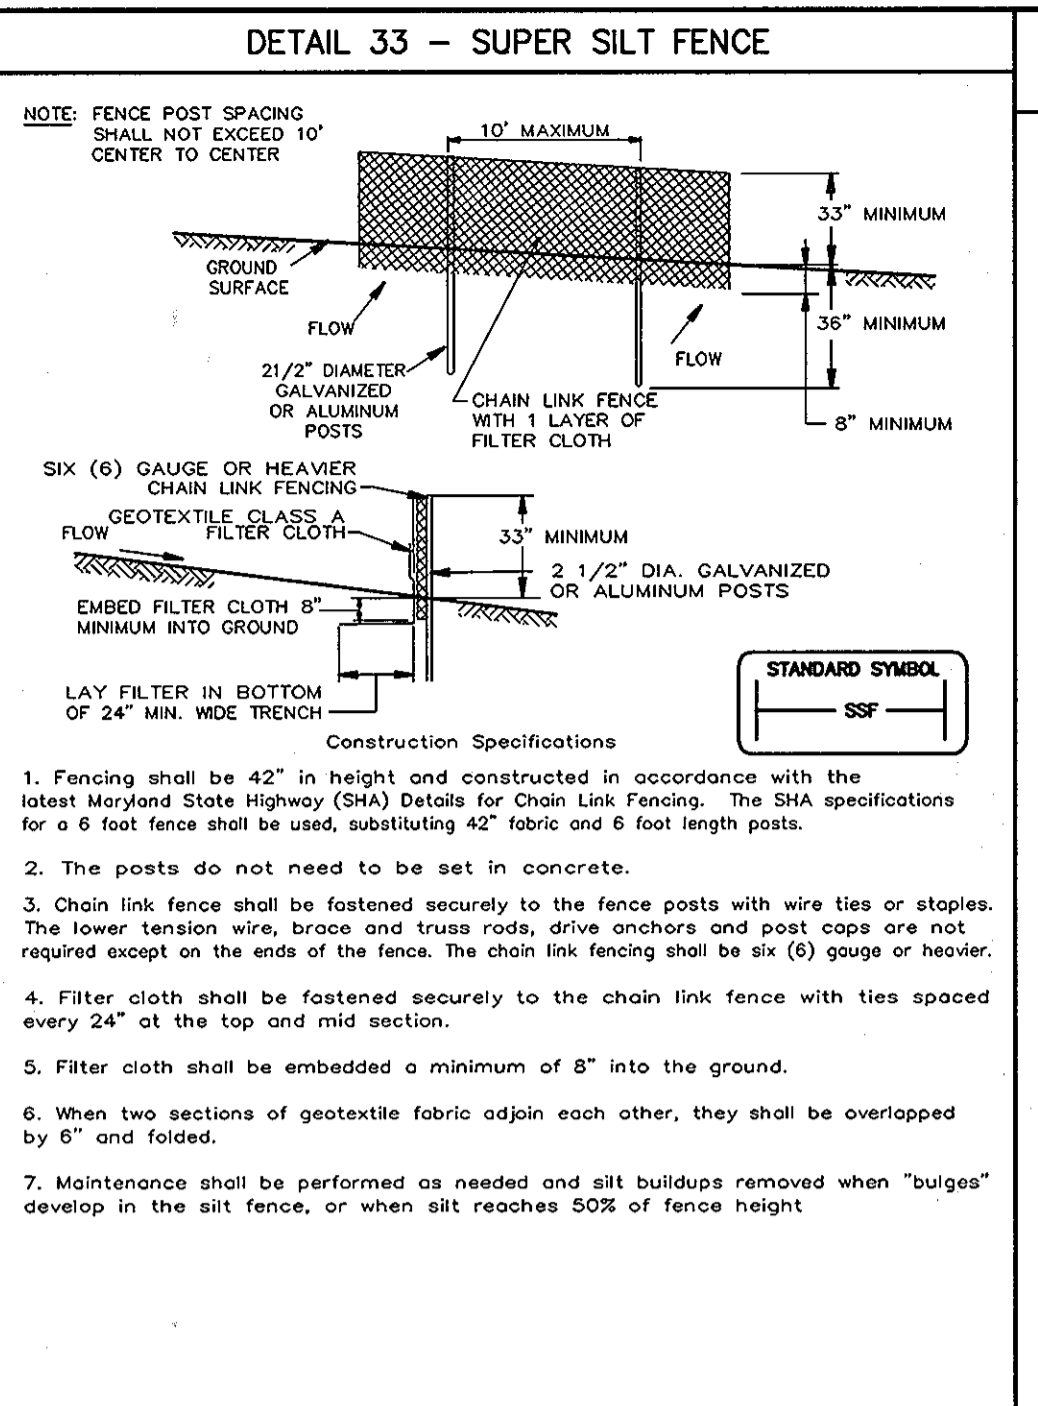 DETAIL 33 – SUPER SILT FENCE
NOTE: FENCE POST SPACING
SHALL NOT EXCEED 10'
CENTER TO CENTER
10' MAXIMUM
33" MINIMUM
GROUND
SURFACE
FLOW
36" MINIMUM
FLOW
21/2" DIAMETER
GALVANIZED
OR ALUMINUM
POSTS
CHAIN LINK FENCE
WITH 1 LAYER OF
FILTER CLOTH
8" MINIMUM
SIX (6) GAUGE OR HEAVIER
CHAIN LINK FENCING
GEOTEXTILE CLASS A
FILTER CLOTH
FLOW
33" MINIMUM
2 1/2" DIA. GALVANIZED
OR ALUMINUM POSTS
EMBED FILTER CLOTH 8"
MINIMUM INTO GROUND
LAY FILTER IN BOTTOM
OF 24" MIN. WIDE TRENCH
STANDARD SYMBOL
SSF
Construction Specifications
1. Fencing shall be 42" in height and constructed in accordance with the
latest Maryland State Highway (SHA) Details for Chain Link Fencing. The SHA specifications
for a 6 foot fence shall be used, substituting 42" fabric and 6 foot length posts.
2. The posts do not need to be set in concrete.
3. Chain link fence shall be fastened securely to the fence posts with wire ties or staples.
The lower tension wire, brace and truss rods, drive anchors and post caps are not
required except on the ends of the fence. The chain link fencing shall be six (6) gauge or heavier.
4. Filter cloth shall be fastened securely to the chain link fence with ties spaced
every 24" at the top and mid section.
5. Filter cloth shall be embedded a minimum of 8" into the ground.
6. When two sections of geotextile fabric adjoin each other, they shall be overlapped
by 6" and folded.
7. Maintenance shall be performed as needed and silt buildups removed when "bulges"
develop in the silt fence, or when silt reaches 50% of fence height